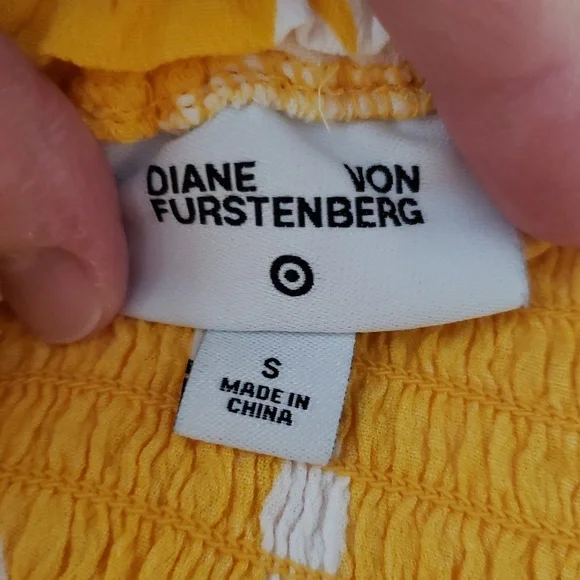 DIANE VON
FURSTENBERG
S
MADE IN
CHINA